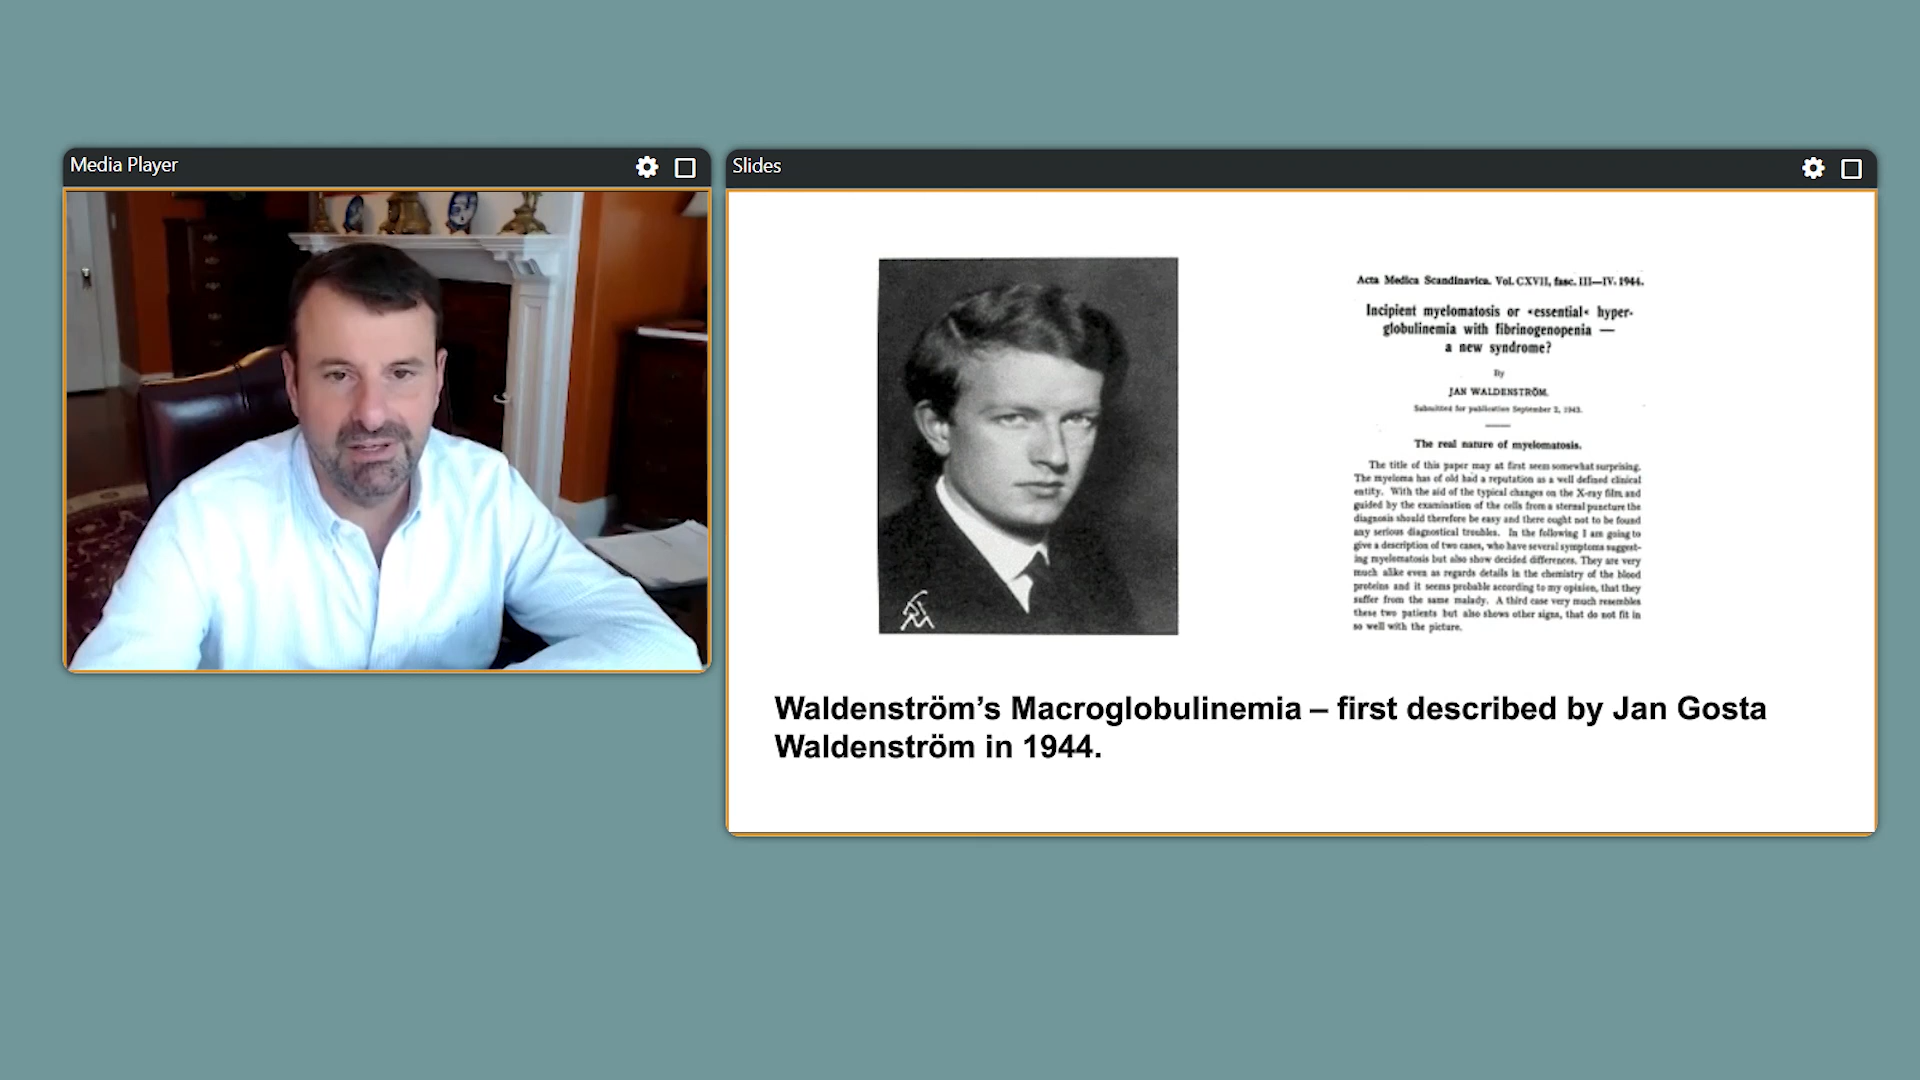 Media Player
Slides
Acta Medica Scandinavica. Vol. CXVII, fasc. III—IV. 1944.
Incipient myelomatosis or «essential« hyper-
globulinemia with fibrinogenopenia —
a new syndrome?
By
JAN WALDENSTRÖM.
Submitted for publication September 2, 1943.
The real nature of myelomatosis.
The title of this paper may at first seem somewhat surprising.
The myeloma has of old had a reputation as a well defined clinical
entity. With the aid of the typical changes on the X-ray film and
guided by the examination of the cells from a sternal puncture the
diagnosis should therefore be easy and there ought not to be found
any serious diagnostical troubles. In the following I am going to
give a description of two cases, who have several symptoms suggest-
ing myelomatosis but also show decided differences. They are very
much alike even as regards details in the chemistry of the blood
proteins and it seems probable according to my opinion, that they
suffer from the same malady. A third case very much resembles
these two patients but also shows other signs, that do not fit in
so well with the picture.
Waldenström’s Macroglobulinemia – first described by Jan Gosta
Waldenström in 1944.